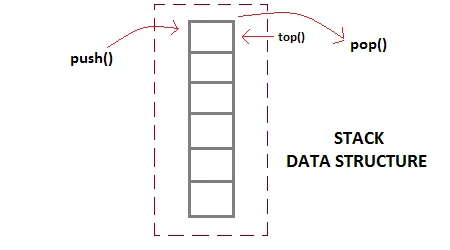 push()
top()
pop()
STACK
DATA STRUCTURE